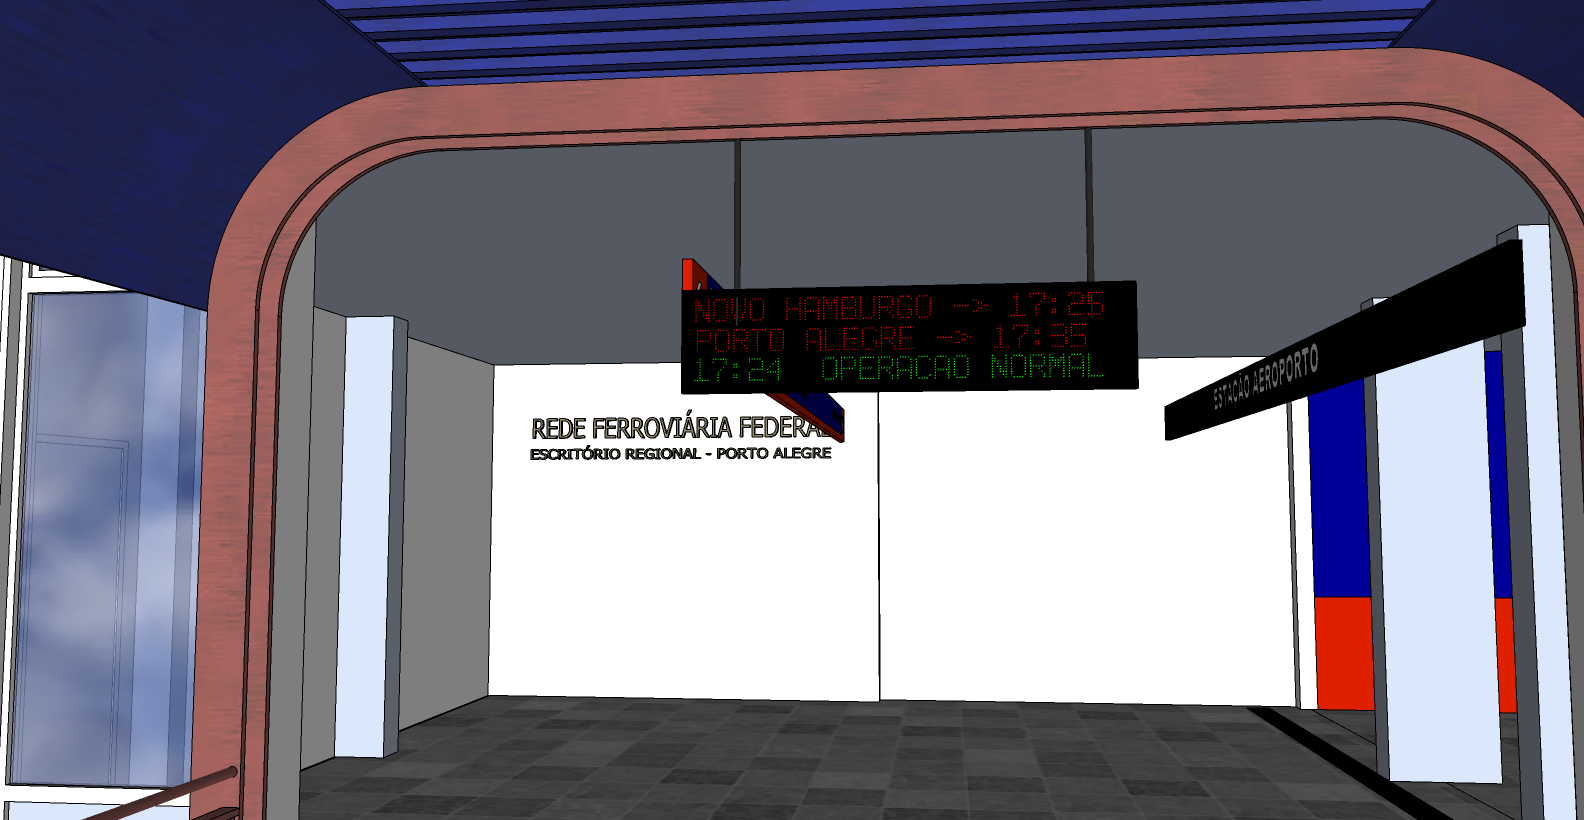 NOVO HAMBURGO -> 17:25
PORTO ALEGRE -> 17:35
17:24 OPERACAO NORMAL
ESTAÇÃO AEROPORTO
REDE FERROVIÁRIA FEDERAL
ESCRITÓRIO REGIONAL - PORTO ALEGRE